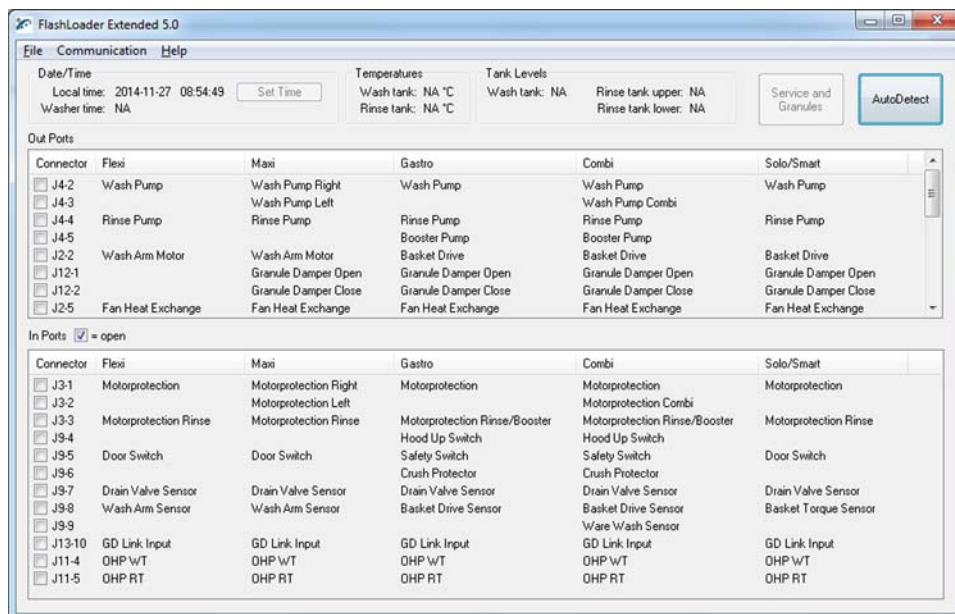 FlashLoader Extended 5.0
File Communication Help
Date/Time Temperatures Tank Levels
Local time: 2014-11-27 08:54:49 Set Time Wash tank: NA °C Wash tank: NA Rinse tank upper: NA Service and Granules AutoDetect
Washer time: NA Rinse tank: NA °C Rinse tank lower: NA
Out Ports
Connector Flexi Maxi Gastro Combi Solo/Smart
J4-2 Wash Pump Wash Pump Right Wash Pump Wash Pump Wash Pump
J4-3 Wash Pump Left Wash Pump Combi
J4-4 Rinse Pump Rinse Pump Rinse Pump Rinse Pump Rinse Pump
J4-5 Booster Pump Booster Pump
J2-2 Wash Arm Motor Wash Arm Motor Basket Drive Basket Drive Basket Drive
J12-1 Granule Damper Open Granule Damper Open Granule Damper Open Granule Damper Open
J12-2 Granule Damper Close Granule Damper Close Granule Damper Close Granule Damper Close
J2-5 Fan Heat Exchange Fan Heat Exchange Fan Heat Exchange Fan Heat Exchange Fan Heat Exchange
In Ports = open
Connector Flexi Maxi Gastro Combi Solo/Smart
J3-1 Motorprotection Motorprotection Right Motorprotection Motorprotection Motorprotection
J3-2 Motorprotection Left Motorprotection Combi
J3-3 Motorprotection Rinse Motorprotection Rinse Motorprotection Rinse/Booster Motorprotection Rinse/Booster Motorprotection Rinse
J9-4 Hood Up Switch Hood Up Switch
J9-5 Door Switch Door Switch Safety Switch Safety Switch Door Switch
J9-6 Crush Protector Crush Protector
J9-7 Drain Valve Sensor Drain Valve Sensor Drain Valve Sensor Drain Valve Sensor Drain Valve Sensor
J9-8 Wash Arm Sensor Wash Arm Sensor Basket Drive Sensor Basket Drive Sensor Basket Torque Sensor
J9-9 Ware Wash Sensor
J13-10 GD Link Input GD Link Input GD Link Input GD Link Input GD Link Input
J11-4 OHP WT OHP WT OHP WT OHP WT OHP WT
J11-5 OHP RT OHP RT OHP RT OHP RT OHP RT